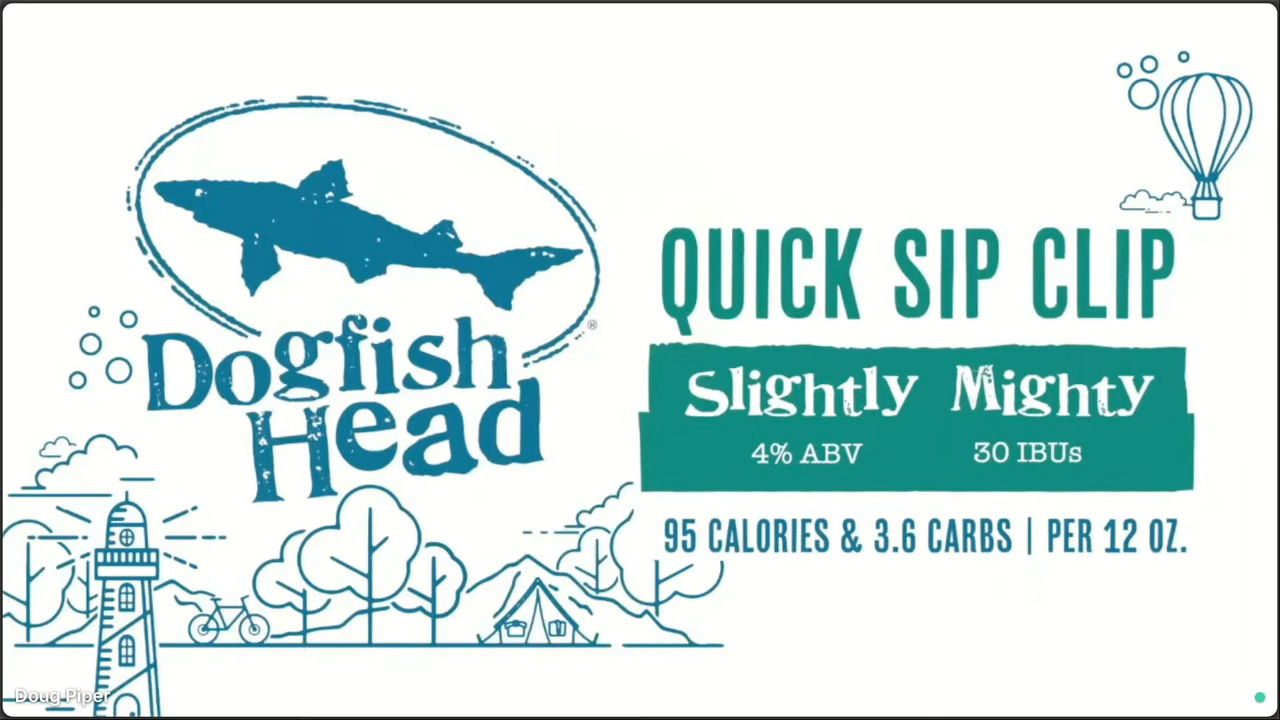 Dogfish
Head
®
QUICK SIP CLIP
Slightly Mighty
4% ABV 30 IBUs
95 CALORIES & 3.6 CARBS | PER 12 OZ.
Doug Piper